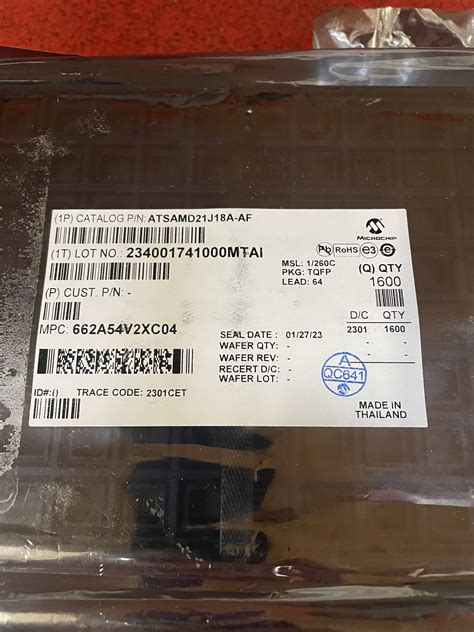 (1P) CATALOG P/N: ATSAMD21J18A-AF
MICROCHIP
(1T) LOT NO.: 234001741000MTAI
Pb RoHS e3
MSL: 1/260C
PKG: TQFP
LEAD: 64
(Q) QTY
1600
(P) CUST. P/N: -
MPC: 662A54V2XC04
SEAL DATE : 01/27/23
WAFER QTY: -
WAFER REV: -
RECERT D/C: -
WAFER LOT: -
D/C QTY
2301 1600
A
QC641
ID#:() TRACE CODE: 2301CET
MADE IN
THAILAND